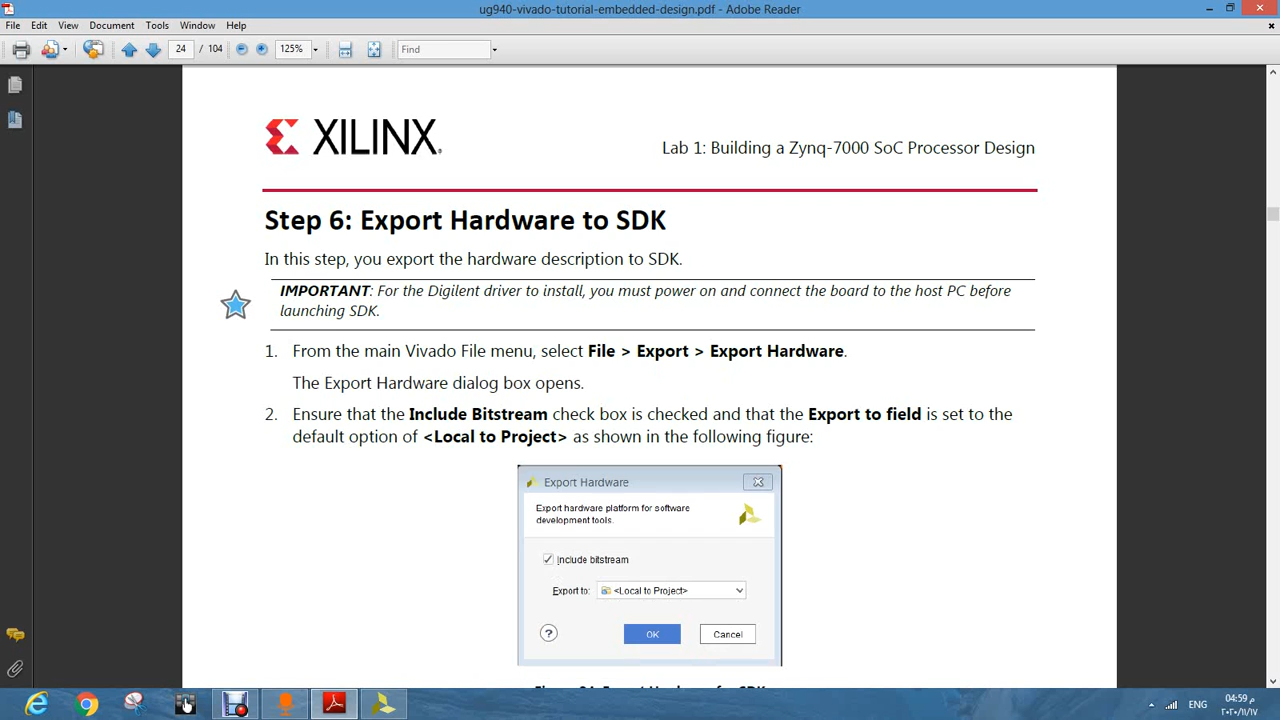 ug940-vivado-tutorial-embedded-design.pdf - Adobe Reader
File Edit View Document Tools Window Help
24 / 104 125% Find
XILINX
Lab 1: Building a Zynq-7000 SoC Processor Design
Step 6: Export Hardware to SDK
In this step, you export the hardware description to SDK.
IMPORTANT: For the Digilent driver to install, you must power on and connect the board to the host PC before
launching SDK.
1. From the main Vivado File menu, select File > Export > Export Hardware.
The Export Hardware dialog box opens.
2. Ensure that the Include Bitstream check box is checked and that the Export to field is set to the
default option of <Local to Project> as shown in the following figure:
Export Hardware
Export hardware platform for software
development tools.
Include bitstream
Export to: <Local to Project>
? OK Cancel
ENG
04:59 م